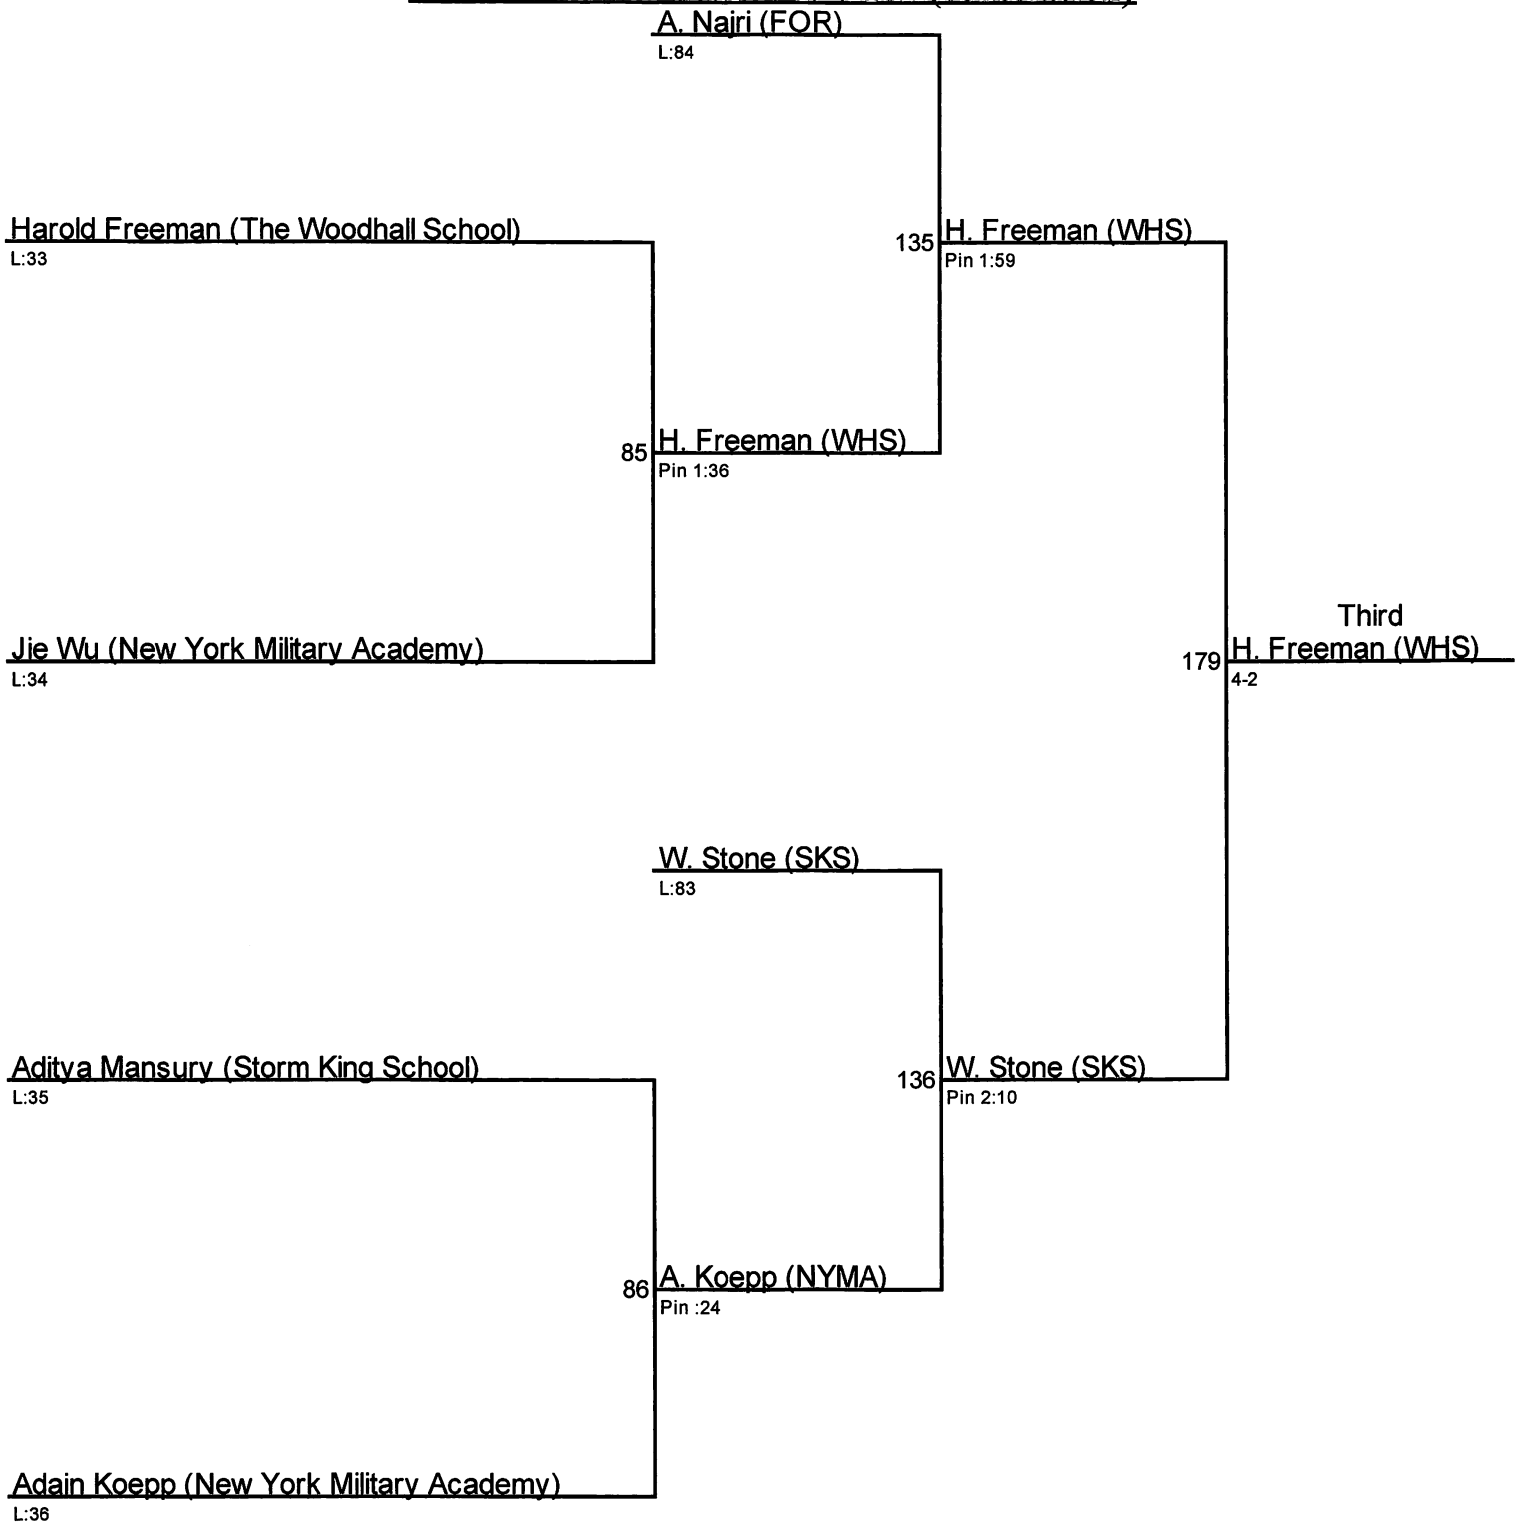 A. Najri (FOR)
L:84
Harold Freeman (The Woodhall School)
L:33
135
H. Freeman (WHS)
Pin 1:59
85
H. Freeman (WHS)
Pin 1:36
Third
Jie Wu (New York Military Academy)
L:34
179
H. Freeman (WHS)
4-2
W. Stone (SKS)
L:83
Aditya Mansury (Storm King School)
L:35
136
W. Stone (SKS)
Pin 2:10
86
A. Koepp (NYMA)
Pin :24
Adain Koepp (New York Military Academy)
L:36